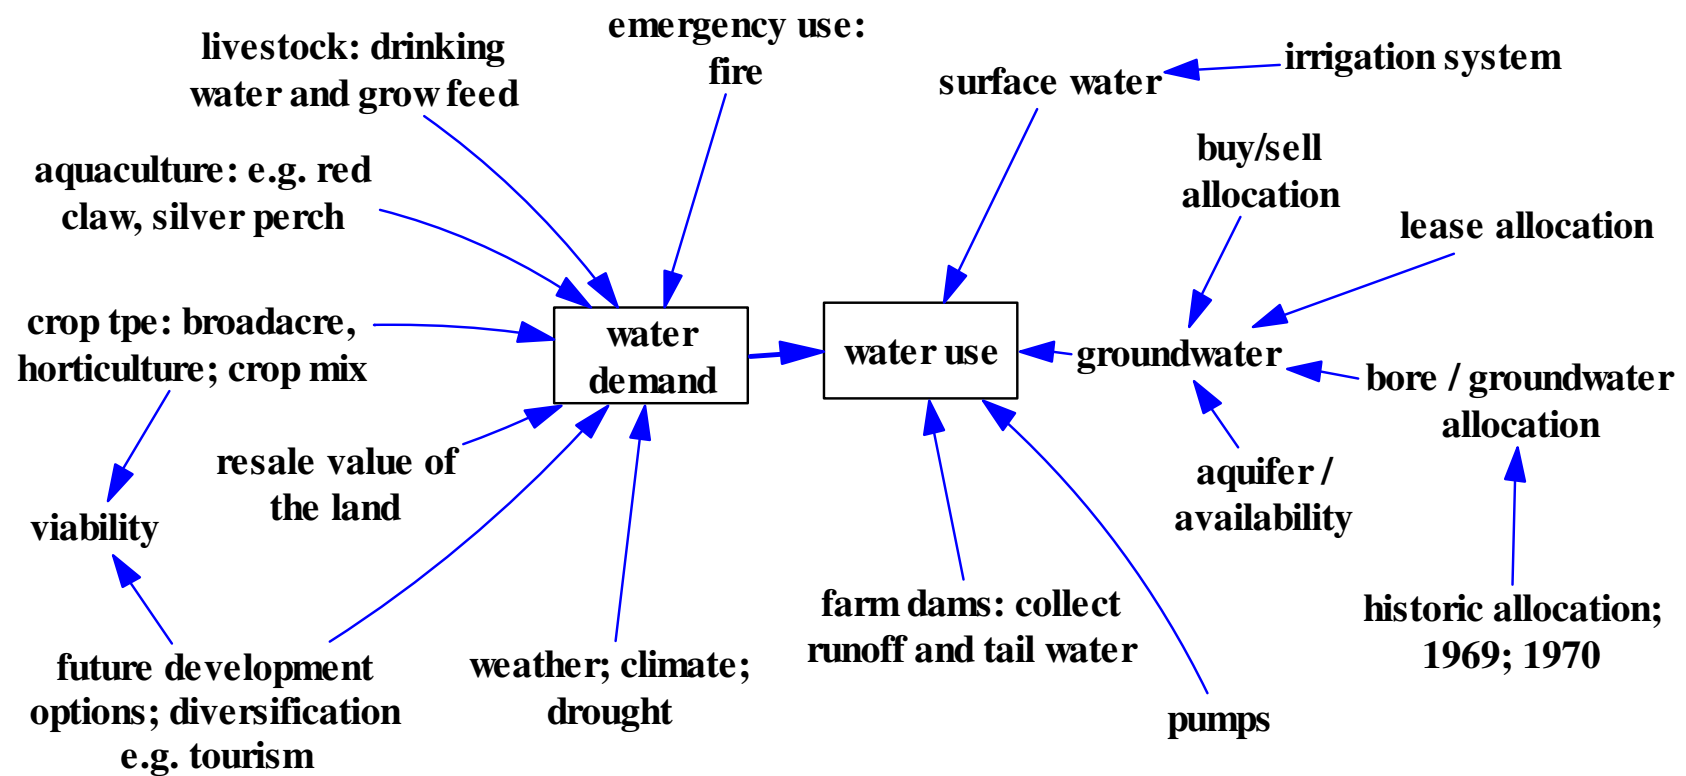 emergency use:
fire
livestock: drinking
water and grow feed
surface water
irrigation system
buy/sell
allocation
aquaculture: e.g. red
claw, silver perch
lease allocation
crop tpe: broadacre,
horticulture; crop mix
water
demand
water use
groundwater
bore / groundwater
allocation
resale value of
the land
aquifer /
availability
viability
farm dams: collect
runoff and tail water
historic allocation;
1969; 1970
future development
options; diversification
e.g. tourism
weather; climate;
drought
pumps